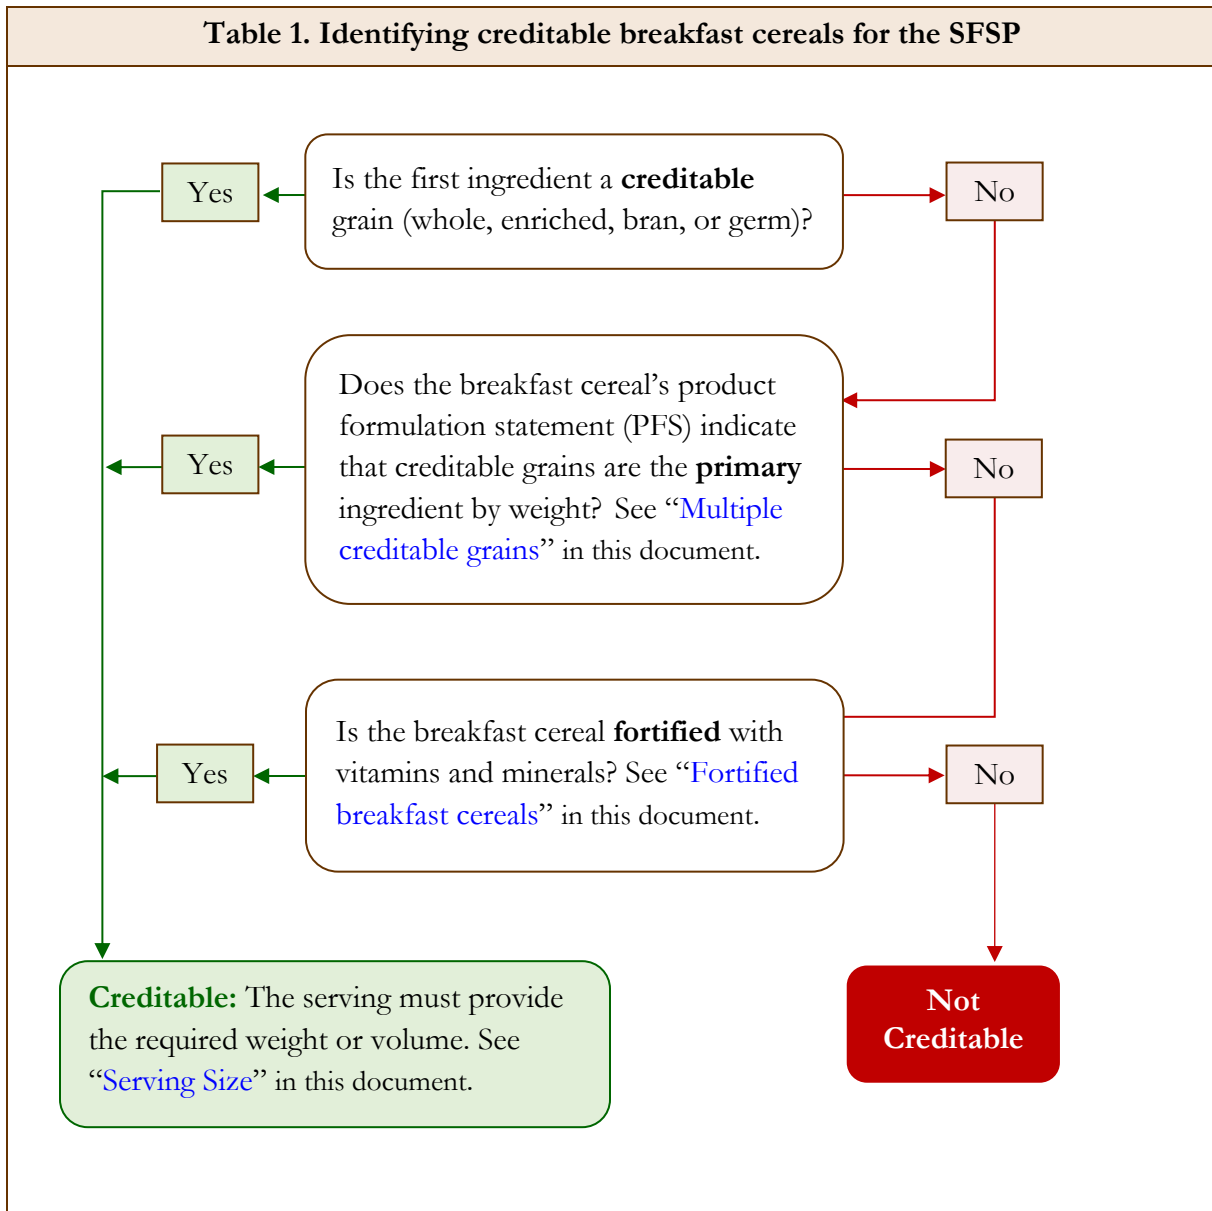 Table 1. Identifying creditable breakfast cereals for the SFSP
Yes
Is the first ingredient a creditable
grain (whole, enriched, bran, or germ)?
No
Does the breakfast cereal’s product
formulation statement (PFS) indicate
that creditable grains are the primary
ingredient by weight? See “Multiple
creditable grains” in this document.
Yes
No
Is the breakfast cereal fortified with
vitamins and minerals? See “Fortified
breakfast cereals” in this document.
Yes
No
Creditable: The serving must provide
the required weight or volume. See
“Serving Size” in this document.
Not
Creditable